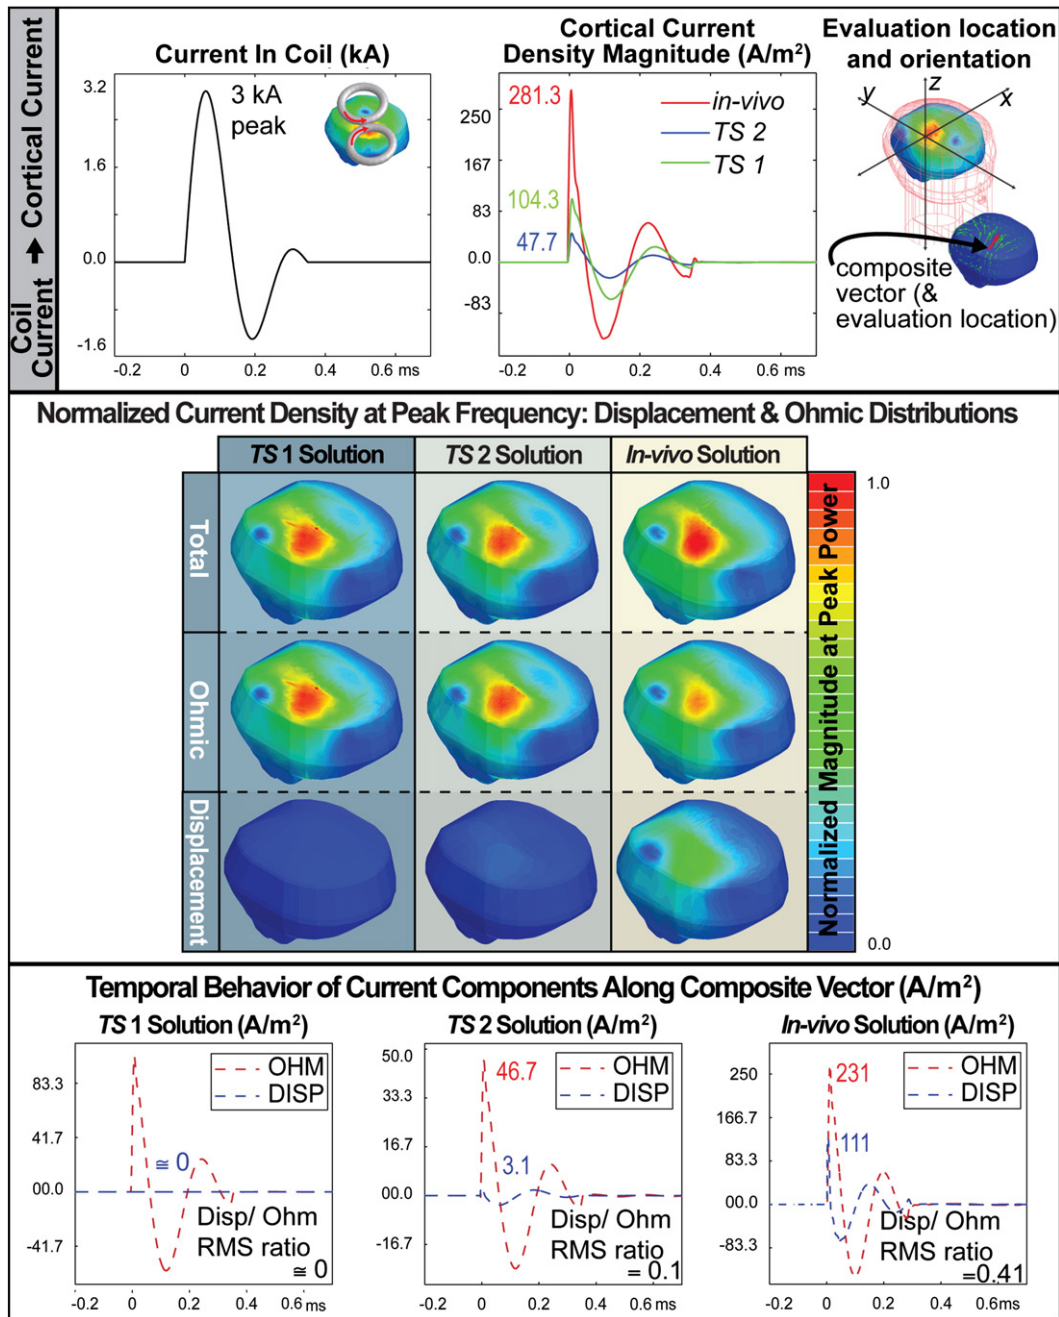 Coil Current → Cortical Current
Current In Coil (kA)
3.2
1.6
0.0
-1.6
3 kA
peak
-0.2
0
0.2
0.4
0.6 ms
Cortical Current
Density Magnitude (A/m²)
281.3
250
167
104.3
83
47.7
0.0
-83
in-vivo
TS 2
TS 1
-0.2
0
0.2
0.4
0.6 ms
Evaluation location
and orientation
y
z
x
composite
vector (&
evaluation location)
Normalized Current Density at Peak Frequency: Displacement & Ohmic Distributions
TS 1 Solution
TS 2 Solution
In-vivo Solution
Total
Ohmic
Displacement
Normalized Magnitude at Peak Power
1.0
0.0
Temporal Behavior of Current Components Along Composite Vector (A/m²)
TS 1 Solution (A/m²)
83.3
41.7
00.0
-41.7
OHM
DISP
≅ 0
Disp/ Ohm
RMS ratio
≅ 0
-0.2
0
0.2
0.4
0.6 ms
TS 2 Solution (A/m²)
50.0
33.3
16.7
00.0
-16.7
46.7
OHM
DISP
3.1
Disp/ Ohm
RMS ratio
= 0.1
-0.2
0
0.2
0.4
0.6 ms
In-vivo Solution (A/m²)
250
166.7
83.3
00.0
-83.3
231
OHM
DISP
111
Disp/ Ohm
RMS ratio
=0.41
-0.2
0
0.2
0.4
0.6 ms